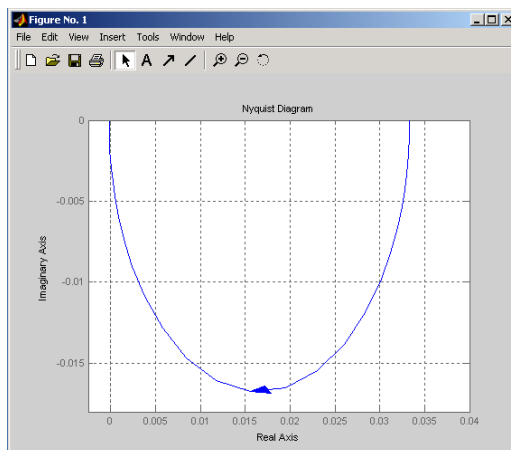 Figure No. 1
File Edit View Insert Tools Window Help
A
Nyquist Diagram
0
-0.005
-0.01
-0.015
Imaginary Axis
0 0.005 0.01 0.015 0.02 0.025 0.03 0.035 0.04
Real Axis